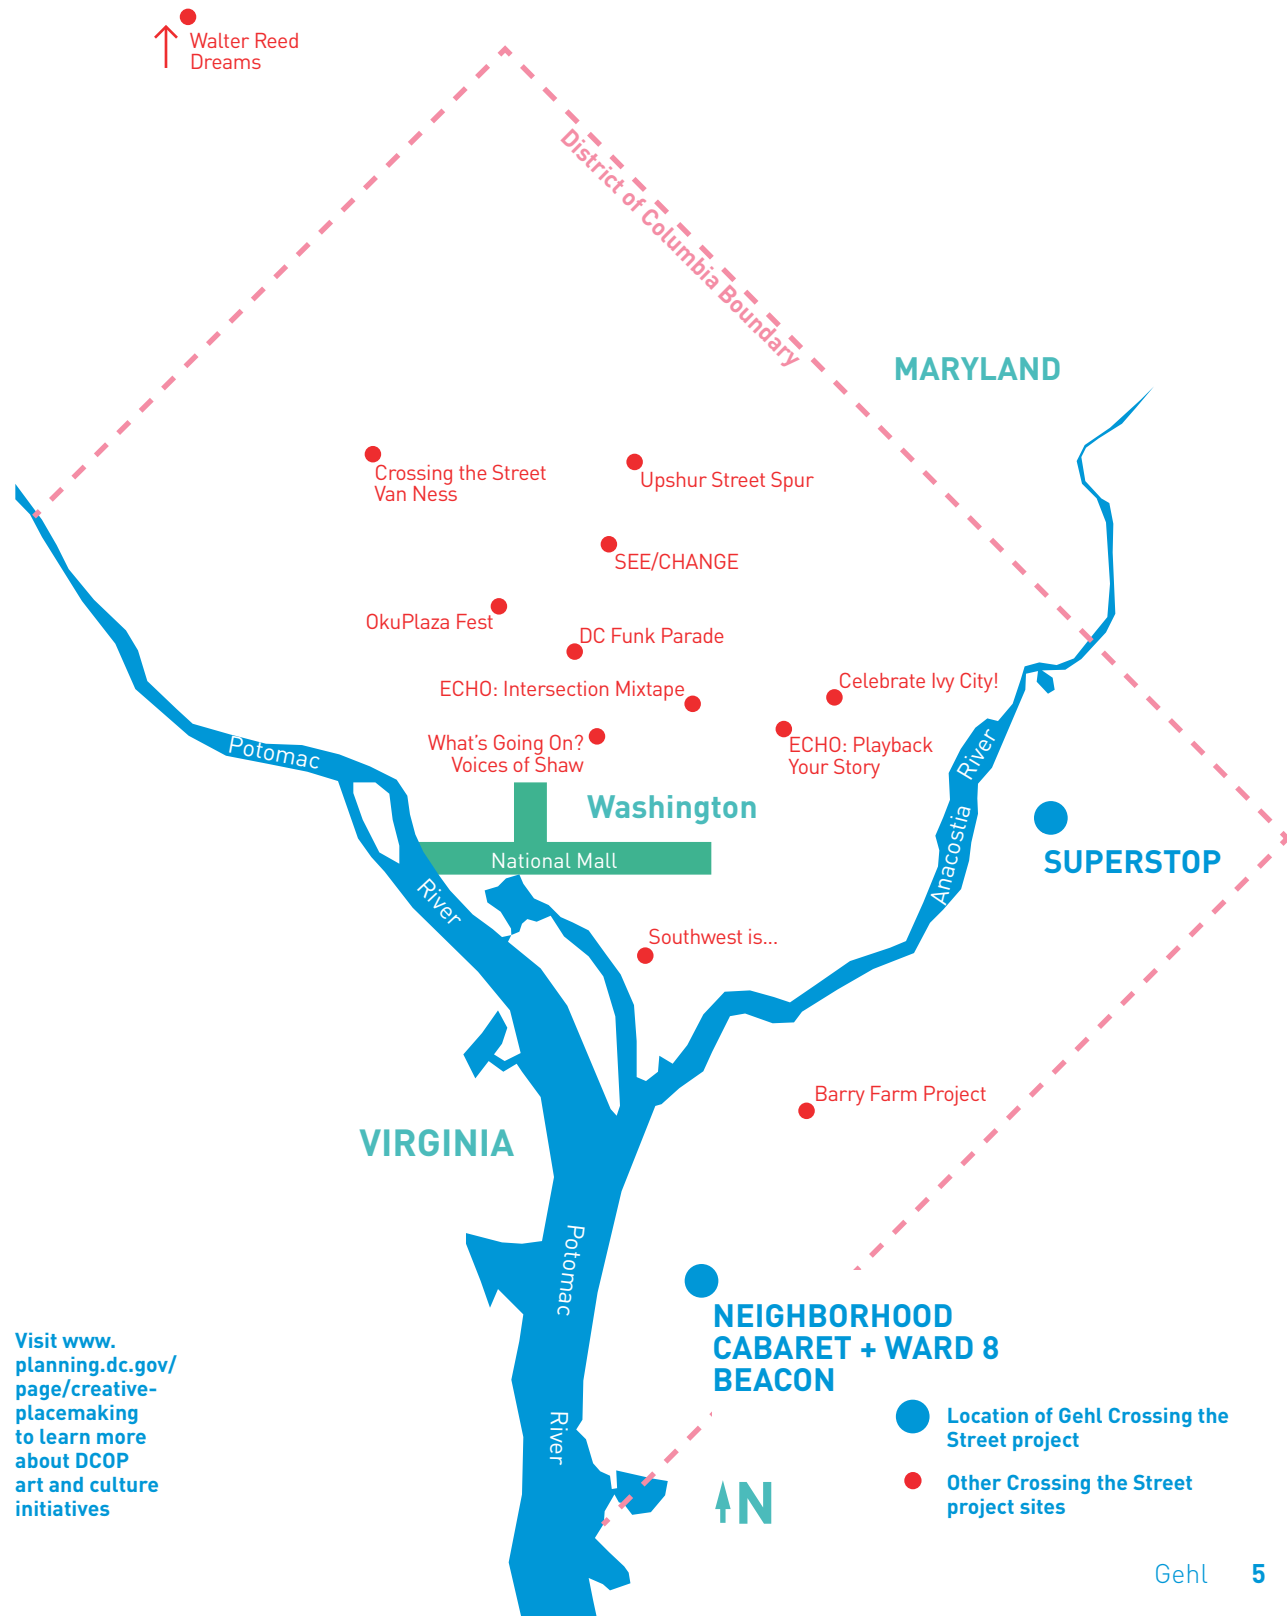 Walter Reed
Dreams
District of Columbia Boundary
MARYLAND
Crossing the Street
Van Ness
Upshur Street Spur
SEE/CHANGE
OkuPlaza Fest
DC Funk Parade
ECHO: Intersection Mixtape
Celebrate Ivy City!
What's Going On?
Voices of Shaw
ECHO: Playback
Your Story
Potomac
River
Anacostia
River
Washington
National Mall
SUPERSTOP
Southwest is...
Barry Farm Project
VIRGINIA
Potomac
River
NEIGHBORHOOD
CABARET + WARD 8
BEACON
Visit www.
planning.dc.gov/
page/creative-
placemaking
to learn more
about DCOP
art and culture
initiatives
Location of Gehl Crossing the
Street project
Other Crossing the Street
project sites
N
Gehl 5